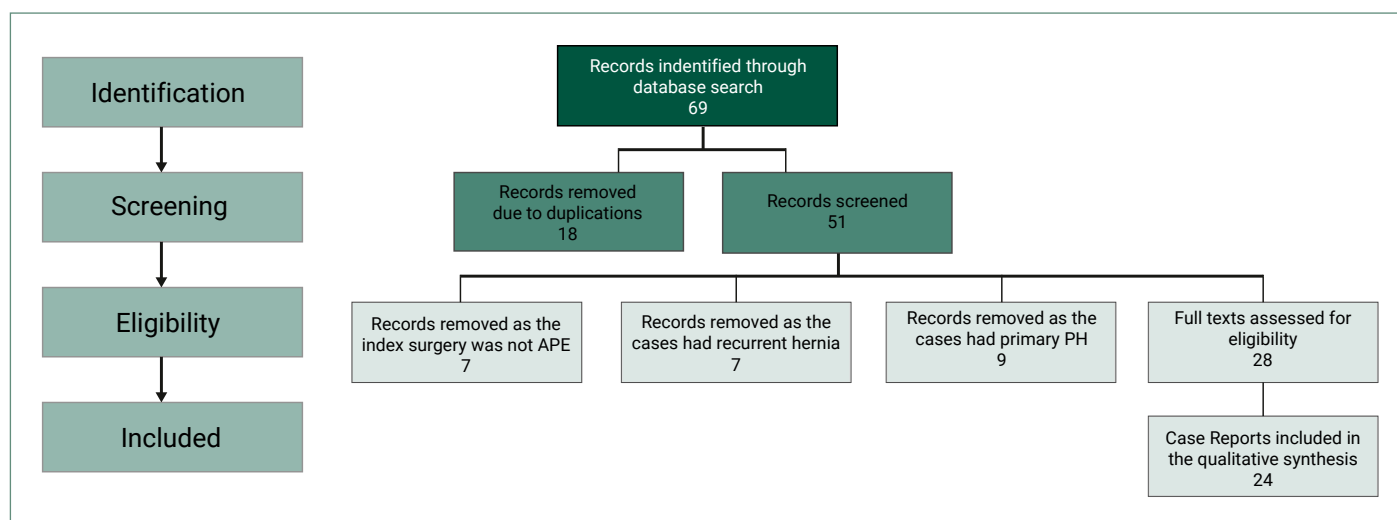 Identification
Screening
Eligibility
Included
Records indentified through
database search
69
Records removed
due to duplications
18
Records screened
51
Records removed as the
index surgery was not APE
7
Records removed as the
cases had recurrent hernia
7
Records removed as the
cases had primary PH
9
Full texts assessed for
eligibility
28
Case Reports included in
the qualitative synthesis
24